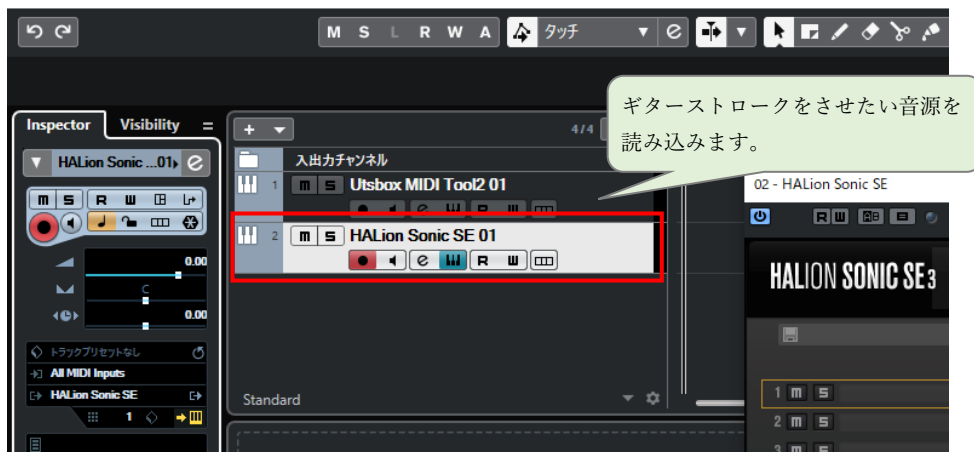 M S L R W A タッチ
ギターストロークをさせたい音源を
読み込みます。
Inspector Visibility
4/4
HALion Sonic ...01
入出力チャンネル
m S R W
1 m S Utsbox MIDI Tool2 01
e R W
02 - HALion Sonic SE
R W
2 m S HALion Sonic SE 01
e R W
0.00
C
0.00
HALION SONIC SE 3
トラックプリセットなし
All MIDI Inputs
HALion Sonic SE
1
Standard
1 m S
2 m S
3 m S